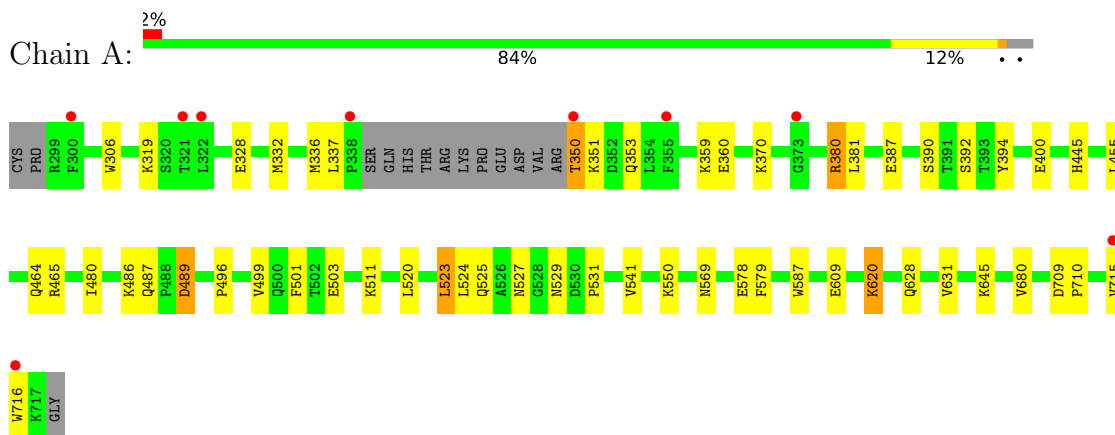 2%
Chain A:
84% 12% • •
CYS PRO R299 F300 W306 K319 S320 T321 L322 E328 M332 M336 L337 P338 SER GLN HIS THR ARG LYS PRO GLU ASP VAL ARG T350 K351 D352 Q353 L354 F355 K359 E360 K370 G373 R380 L381 E387 S390 T391 S392 T393 Y394 E400 H445 L455
Q464 R465 I480 K486 Q487 P488 D489 P496 V499 Q500 F501 T502 E503 K511 L520 L523 L524 Q525 A526 N527 G528 N529 D530 P531 V541 K550 N569 E578 F579 W587 E609 K620 Q628 V631 K645 V680 D709 P710 V715
W716 K717 GLY